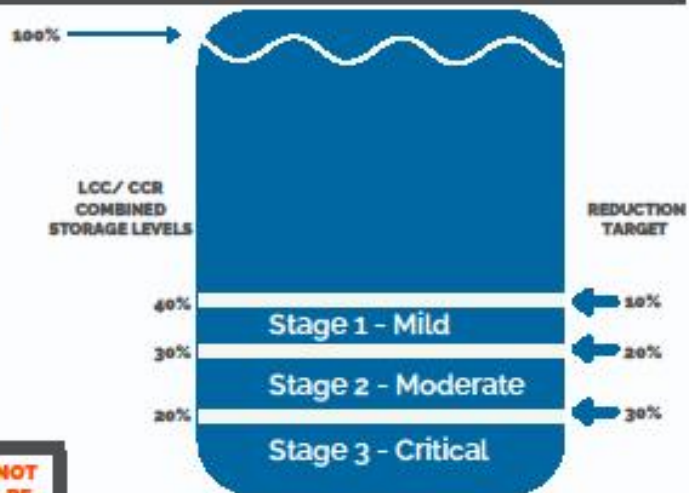 100%
LCC/ CCR
COMBINED
STORAGE LEVELS
REDUCTION
TARGET
40%
10%
Stage 1 - Mild
30%
20%
Stage 2 - Moderate
20%
30%
Stage 3 - Critical
NOT